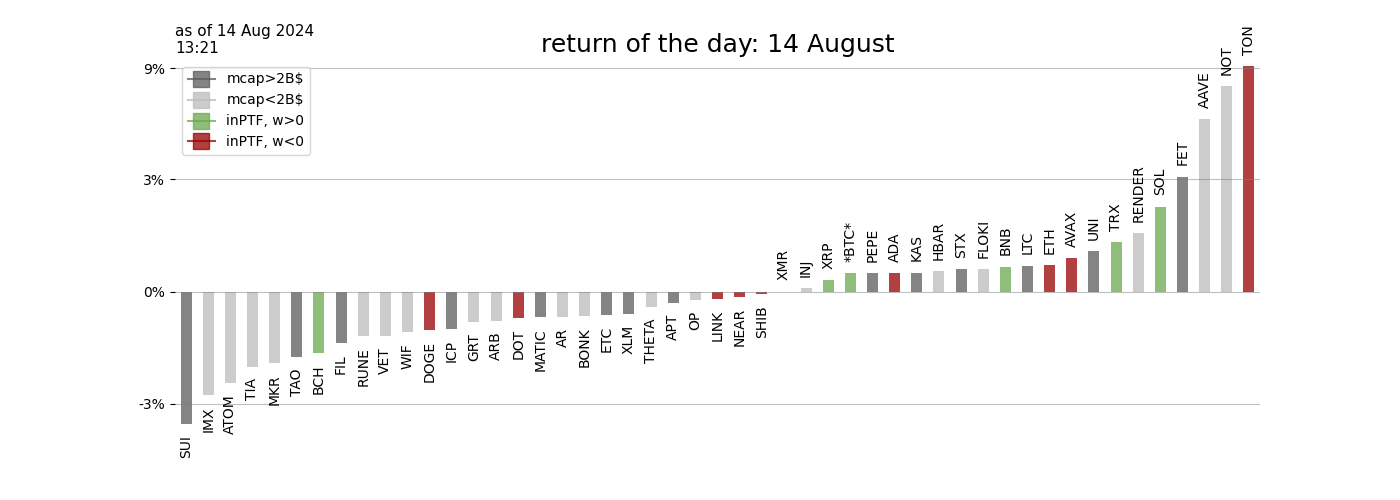 as of 14 Aug 2024
13:21
return of the day: 14 August
mcap>2B$
mcap<2B$
inPTF, w>0
inPTF, w<0
9%
3%
0%
-3%
SUI
IMX
ATOM
TIA
MKR
TAO
BCH
FIL
RUNE
VET
WIF
DOGE
ICP
GRT
ARB
DOT
MATIC
AR
BONK
ETC
XLM
THETA
APT
OP
LINK
NEAR
SHIB
XMR
INJ
XRP
*BTC*
PEPE
ADA
KAS
HBAR
STX
FLOKI
BNB
LTC
ETH
AVAX
UNI
TRX
RENDER
SOL
FET
AAVE
NOT
TON